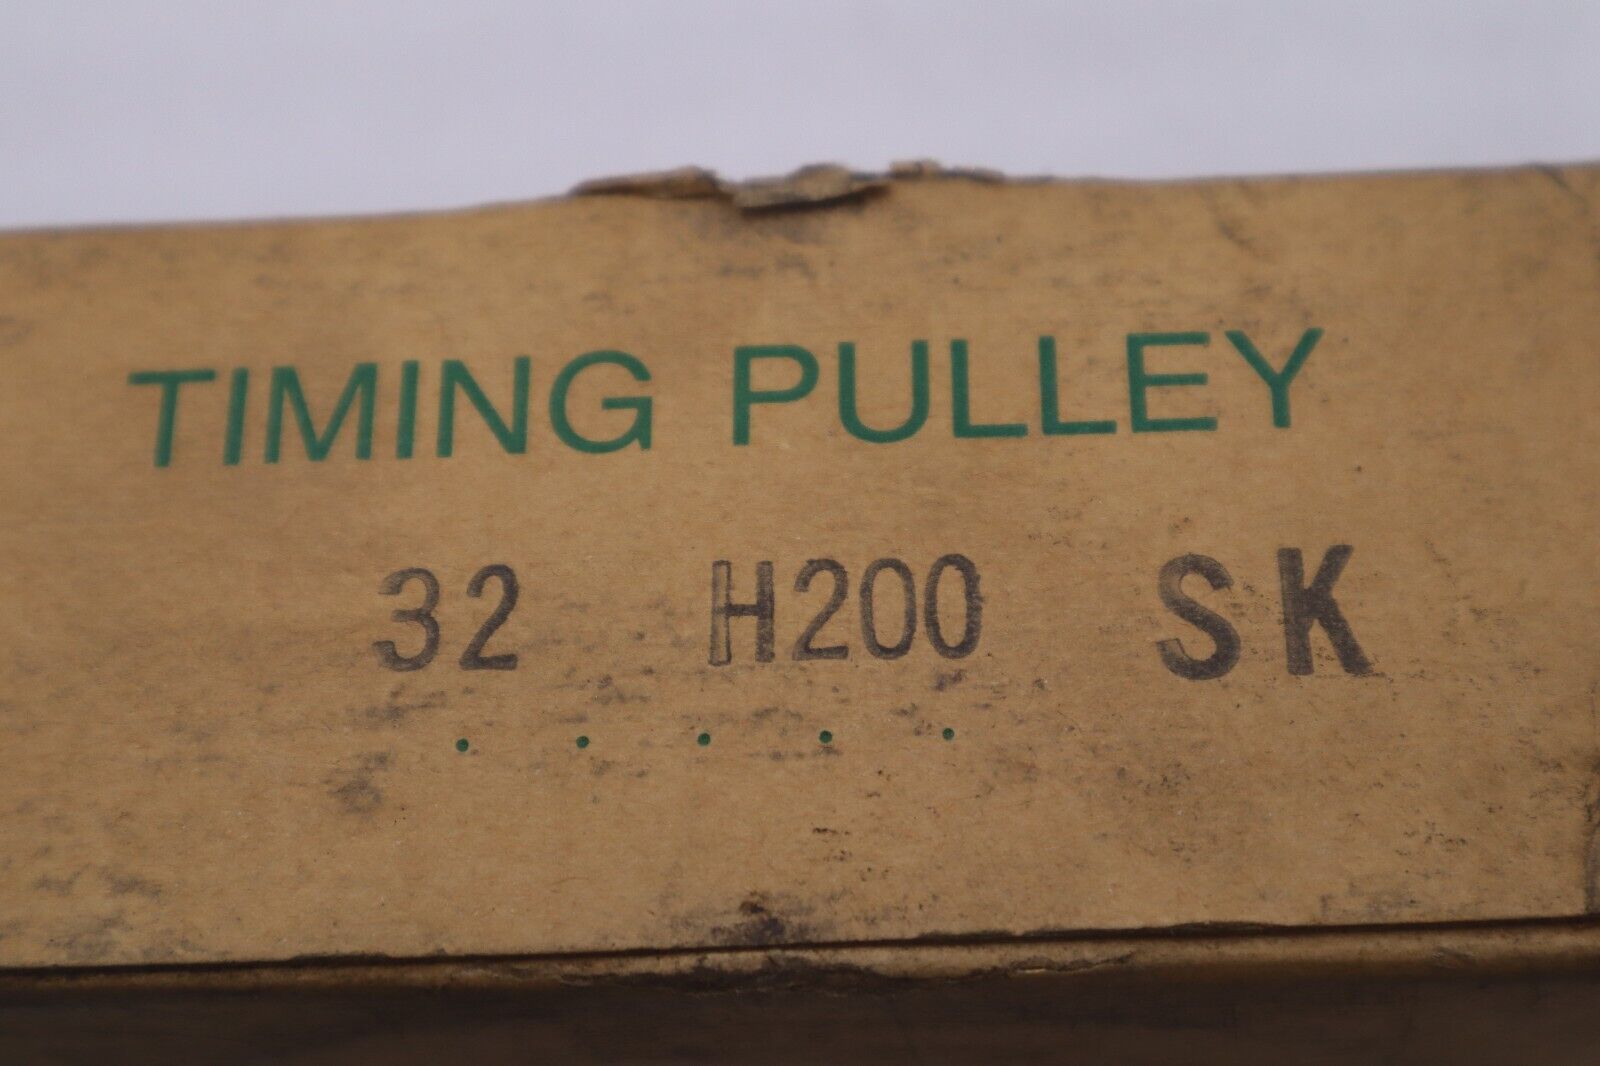 TIMING PULLEY
32 H200 SK